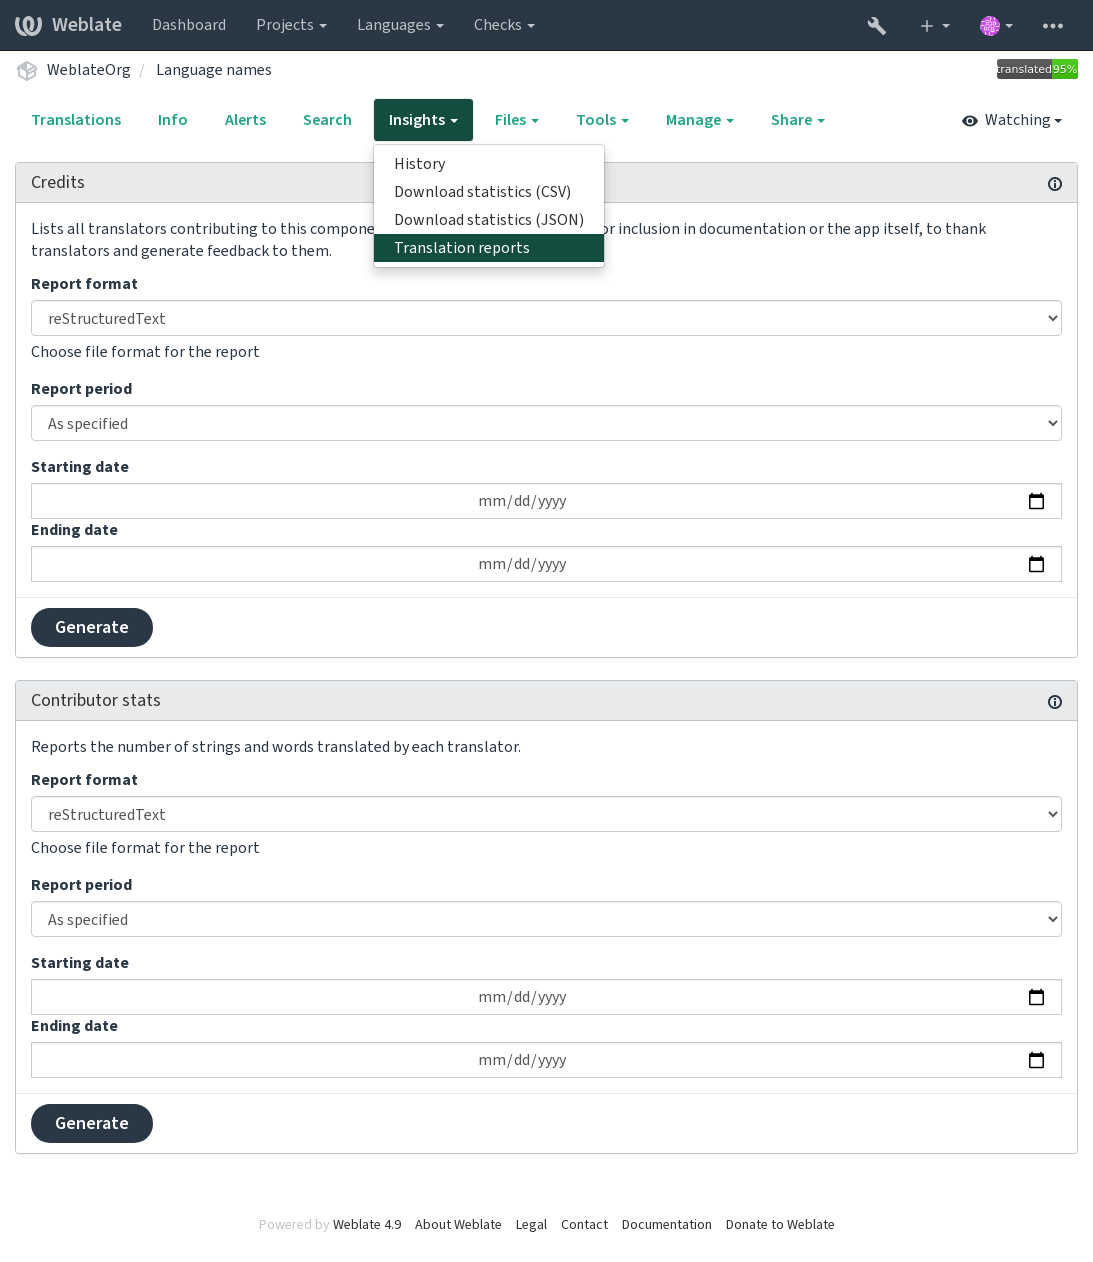 Weblate Dashboard Projects Languages Checks
WeblateOrg / Language names translated 95%
Translations Info Alerts Search Insights Files Tools Manage Share Watching
History
Download statistics (CSV)
Download statistics (JSON)
Translation reports
Credits
Lists all translators contributing to this compone or inclusion in documentation or the app itself, to thank
translators and generate feedback to them.
Report format
reStructuredText
Choose file format for the report
Report period
As specified
Starting date
mm/dd/yyyy
Ending date
mm/dd/yyyy
Generate
Contributor stats
Reports the number of strings and words translated by each translator.
Report format
reStructuredText
Choose file format for the report
Report period
As specified
Starting date
mm/dd/yyyy
Ending date
mm/dd/yyyy
Generate
Powered by Weblate 4.9 About Weblate Legal Contact Documentation Donate to Weblate